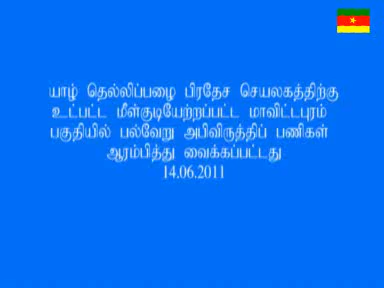 யாழ் தெல்லிப்பழை பிரதேச செயலகத்திற்கு
உட்பட்ட மீள்குடியேற்றப்பட்ட மாவிட்டபுரம்
பகுதியில் பல்வேறு அபிவிருத்திப் பணிகள்
ஆரம்பித்து வைக்கப்பட்டது
14.06.2011